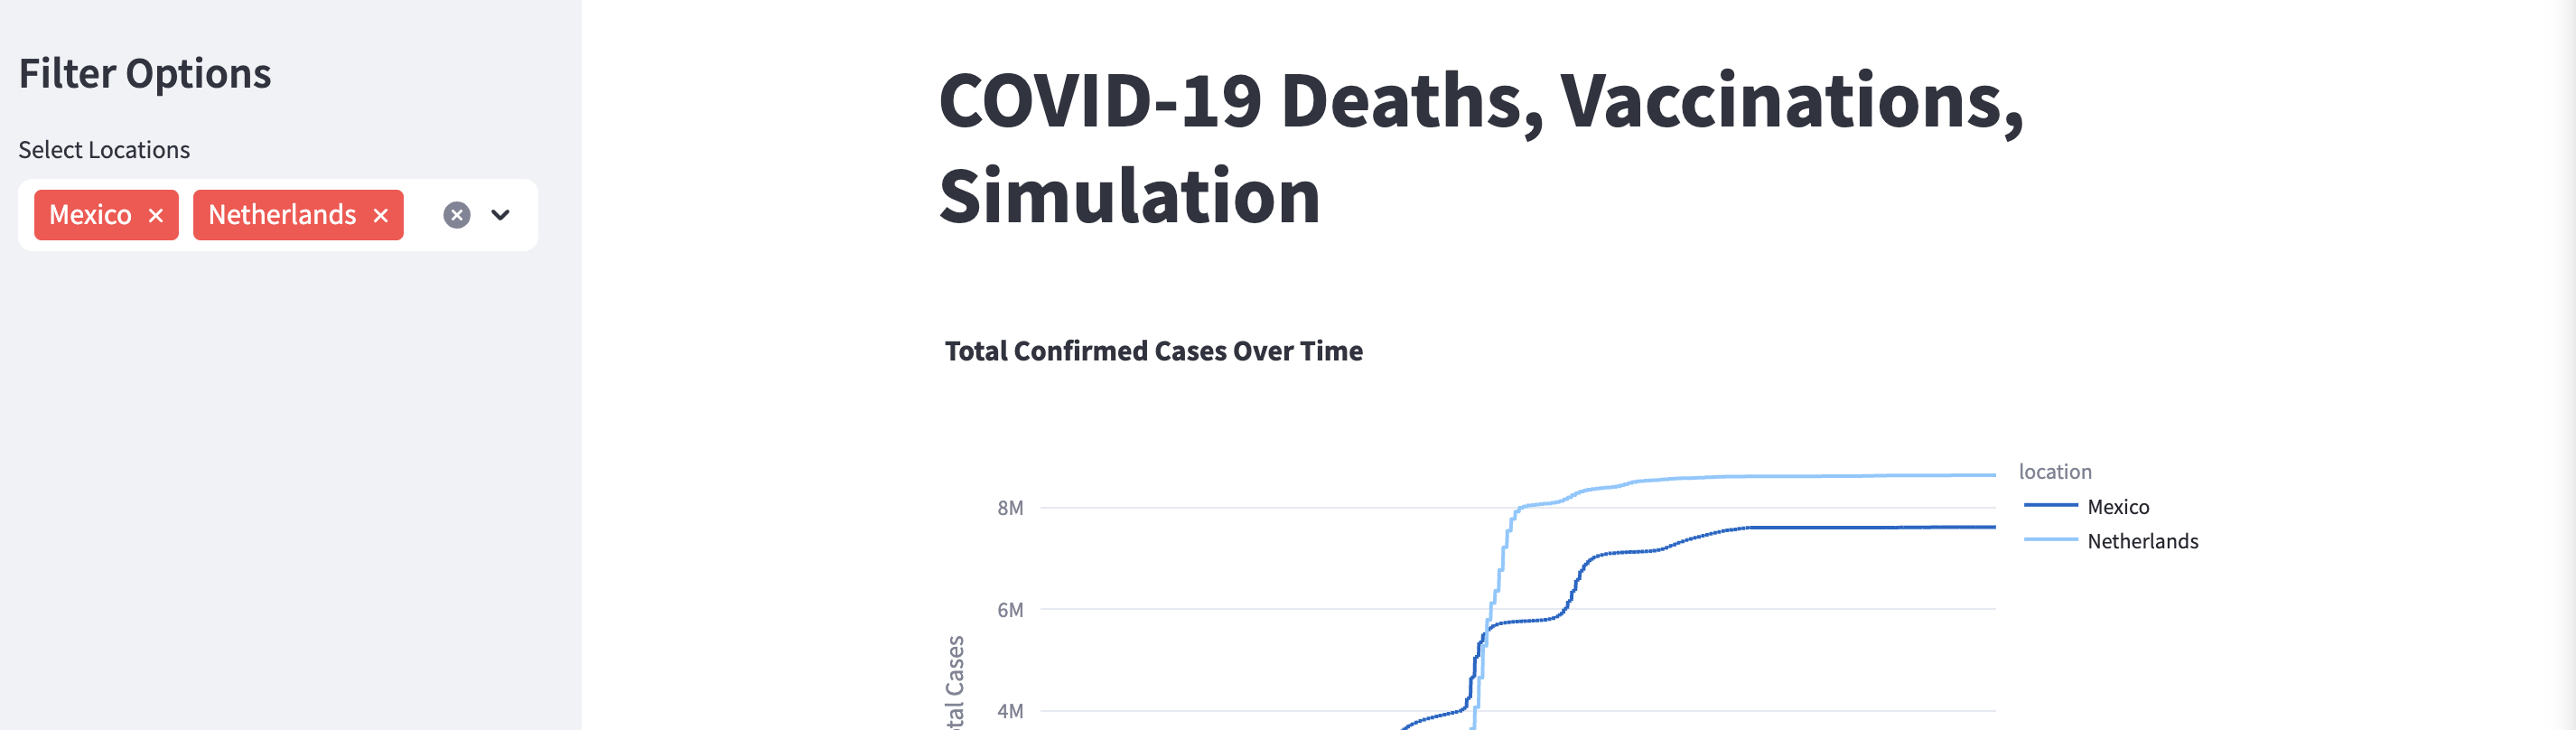 Filter Options
Select Locations
Mexico
Netherlands
COVID-19 Deaths, Vaccinations,
Simulation
Total Confirmed Cases Over Time
location
Mexico
Netherlands
8M
6M
4M
Cases